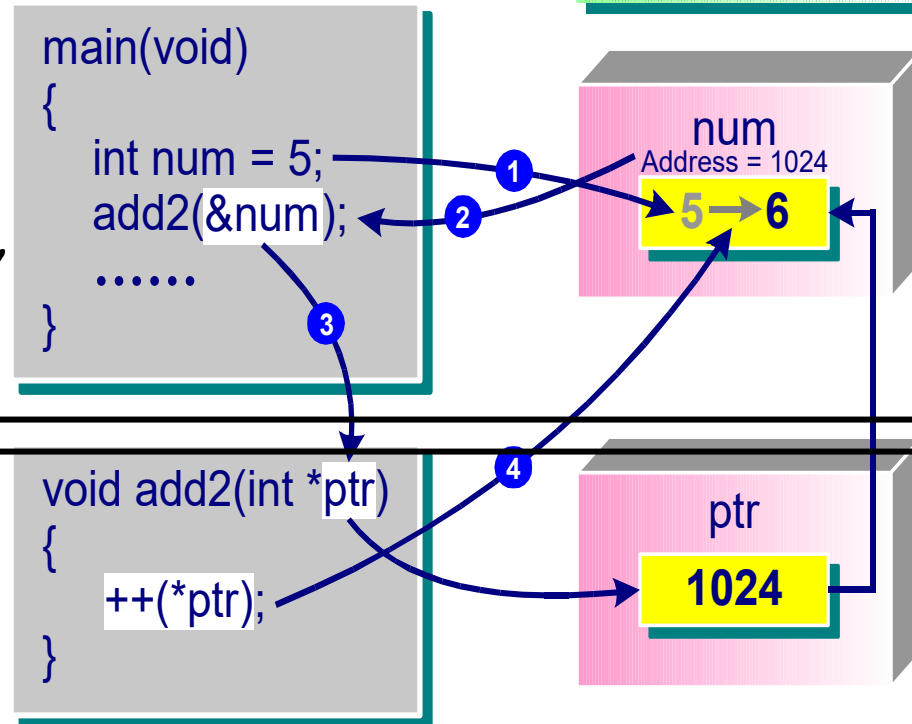 main(void)
{
int num = 5;
add2(&num);
......
}
1
2
3
num
Address = 1024
5 6
void add2(int *ptr)
{
++(*ptr);
}
4
ptr
1024